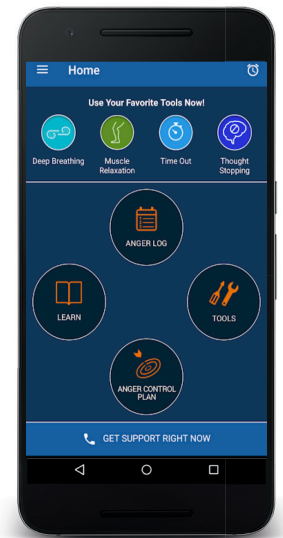 Home
Use Your Favorite Tools Now!
Deep Breathing
Muscle
Relaxation
Time Out
Thought
Stopping
ANGER LOG
LEARN
TOOLS
ANGER CONTROL
PLAN
GET SUPPORT RIGHT NOW